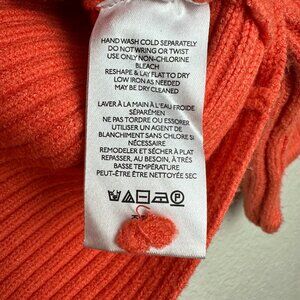 HAND WASH COLD SEPARATELY
DO NOT WRING OR TWIST
USE ONLY NON-CHLORINE
BLEACH
RESHAPE & LAY FLAT TO DRY
LOW IRON AS NEEDED
MAY BE DRY CLEANED
LAVER À LA MAIN À L'EAU FROIDE
SÉPARÉMEN
NE PAS TORDRE OU ESSORER
UTILISER UN AGENT DE
BLANCHIMENT SANS CHLORE SI
NÉCESSAIRE
REMODELER ET SÉCHER À PLAT
REPASSER, AU BESOIN, À TRÈS
BASSE TEMPÉRATURE
PEUT-ÊTRE ÊTRE NETTOYÉE SEC